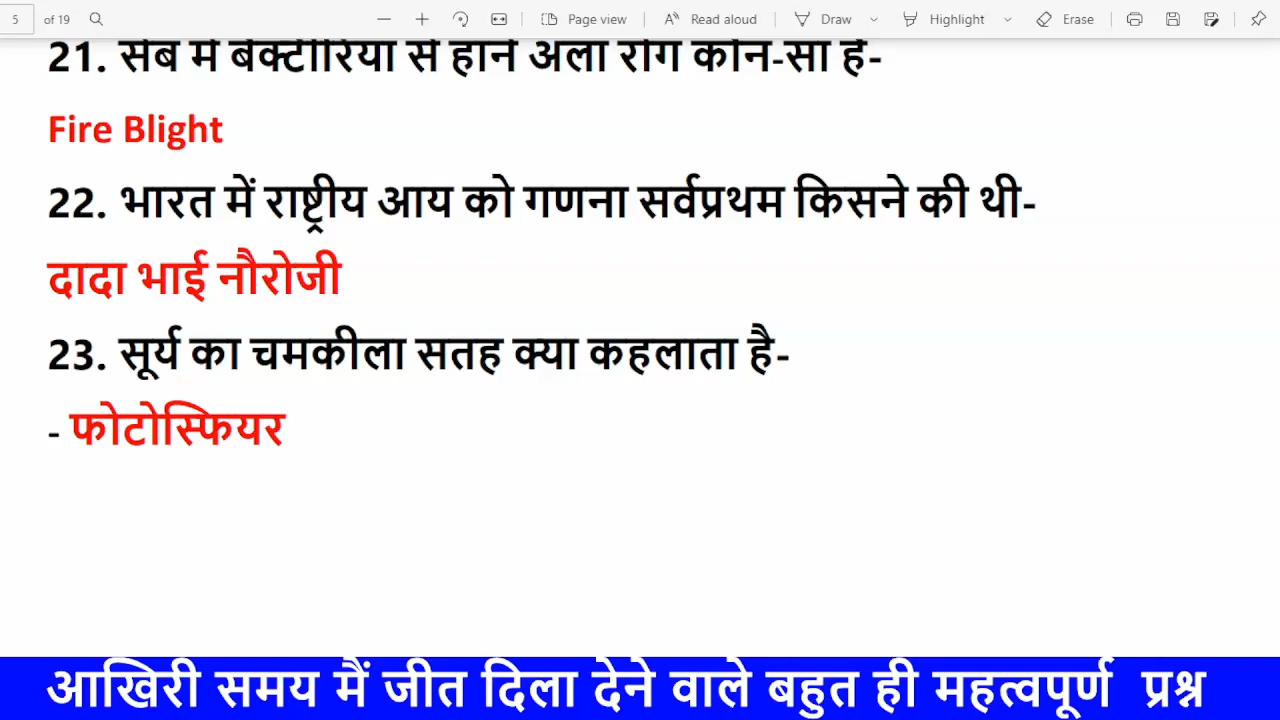 5 of 19 Page view Read aloud Draw Highlight Erase
21. सेब में बैक्टीरिया से होने अला रोग कौन-सा है-
Fire Blight
22. भारत में राष्ट्रीय आय को गणना सर्वप्रथम किसने की थी-
दादा भाई नौरोजी
23. सूर्य का चमकीला सतह क्या कहलाता है-
- फोटोस्फियर
आखिरी समय मैं जीत दिला देने वाले बहुत ही महत्वपूर्ण प्रश्न